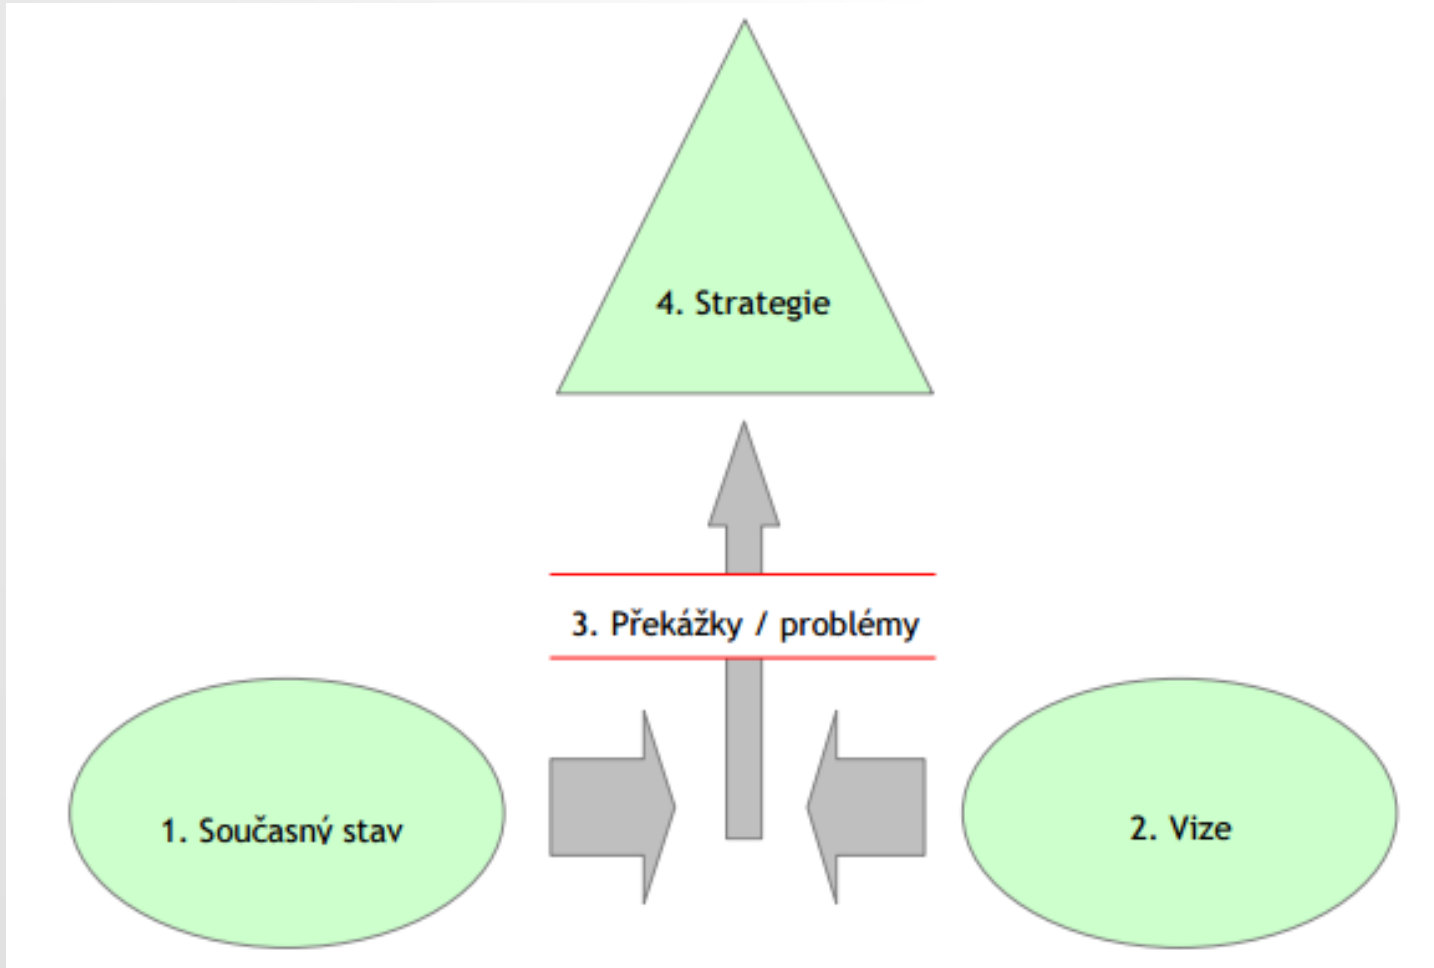 4. Strategie
3. Překážky / problémy
1. Současný stav
2. Vize